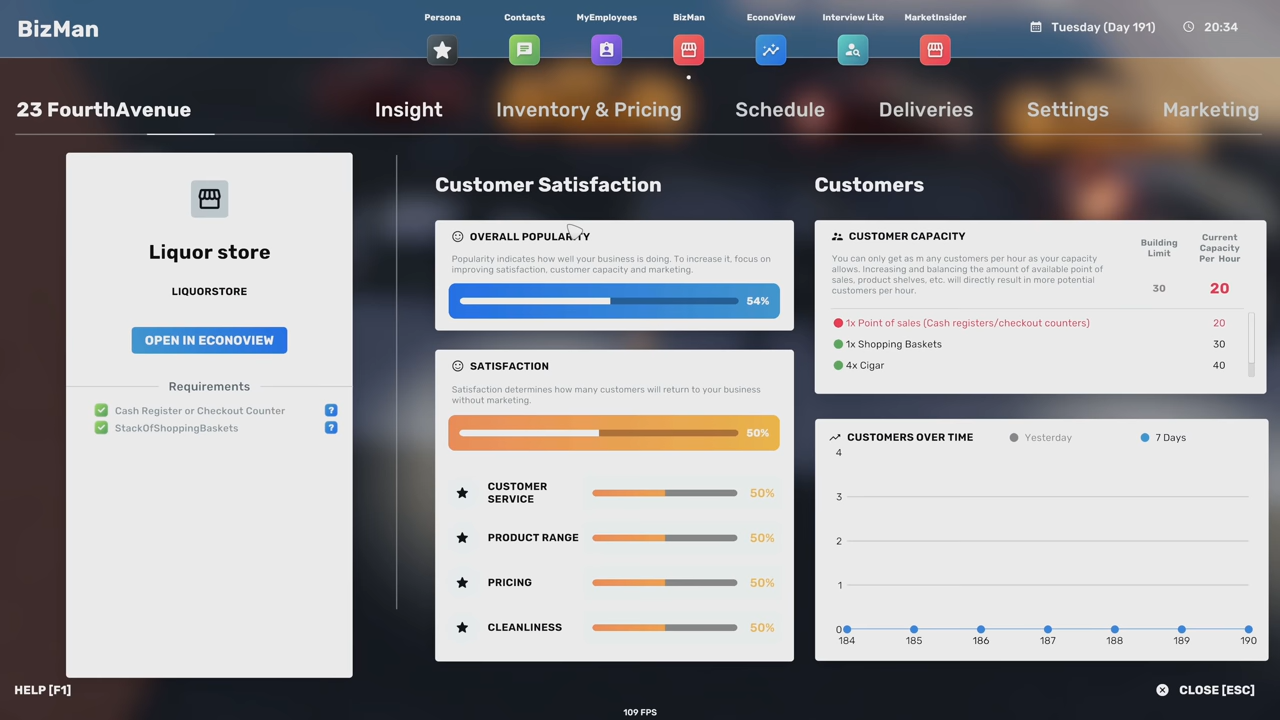 BizMan
Persona
Contacts
MyEmployees
BizMan
EconoView
Interview Lite
MarketInsider
Tuesday (Day 191)
20:34
23 FourthAvenue
Insight
Inventory & Pricing
Schedule
Deliveries
Settings
Marketing
Liquor store
LIQUORSTORE
OPEN IN ECONOVIEW
Requirements
Cash Register or Checkout Counter
?
StackOfShoppingBaskets
?
Customer Satisfaction
OVERALL POPULARITY
Popularity indicates how well your business is doing. To increase it, focus on
improving satisfaction, customer capacity and marketing.
54%
SATISFACTION
Satisfaction determines how many customers will return to your business
without marketing.
50%
CUSTOMER
SERVICE
50%
PRODUCT RANGE
50%
PRICING
50%
CLEANLINESS
50%
Customers
CUSTOMER CAPACITY
You can only get as m any customers per hour as your capacity
allows. Increasing and balancing the amount of available point of
sales, product shelves, etc. will directly result in more potential
customers per hour.
Building
Limit
30
Current
Capacity
Per Hour
20
1x Point of sales (Cash registers/checkout counters)
20
1x Shopping Baskets
30
4x Cigar
40
CUSTOMERS OVER TIME
Yesterday
7 Days
4
3
2
1
0
184
185
186
187
188
189
190
HELP [F1]
CLOSE [ESC]
109 FPS